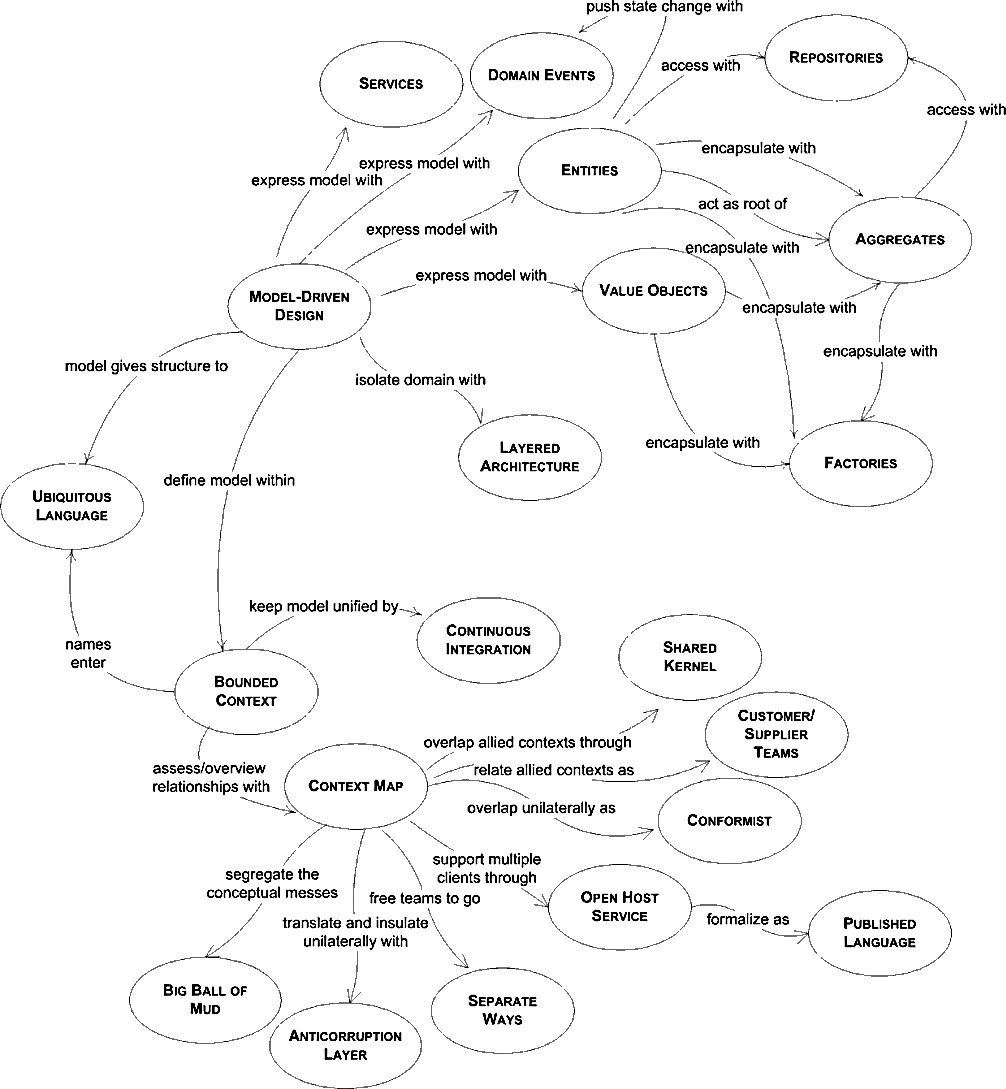 push state change with
SERVICES
DOMAIN EVENTS
access with
REPOSITORIES
access with
express model with
express model with
ENTITIES
encapsulate with
act as root of
express model with
encapsulate with
AGGREGATES
MODEL-DRIVEN
DESIGN
express model with
VALUE OBJECTS
encapsulate with
model gives structure to
isolate domain with
encapsulate with
encapsulate with
LAYERED
ARCHITECTURE
FACTORIES
UBIQUITOUS
LANGUAGE
define model within
keep model unified by
CONTINUOUS
INTEGRATION
names
enter
BOUNDED
CONTEXT
SHARED
KERNEL
CUSTOMER/
SUPPLIER
TEAMS
overlap allied contexts through
assess/overview
relationships with
CONTEXT MAP
relate allied contexts as
overlap unilaterally as
CONFORMIST
segregate the
conceptual messes
support multiple
clients through
free teams to go
translate and insulate
unilaterally with
OPEN HOST
SERVICE
formalize as
PUBLISHED
LANGUAGE
BIG BALL OF
MUD
SEPARATE
WAYS
ANTICORRUPTION
LAYER